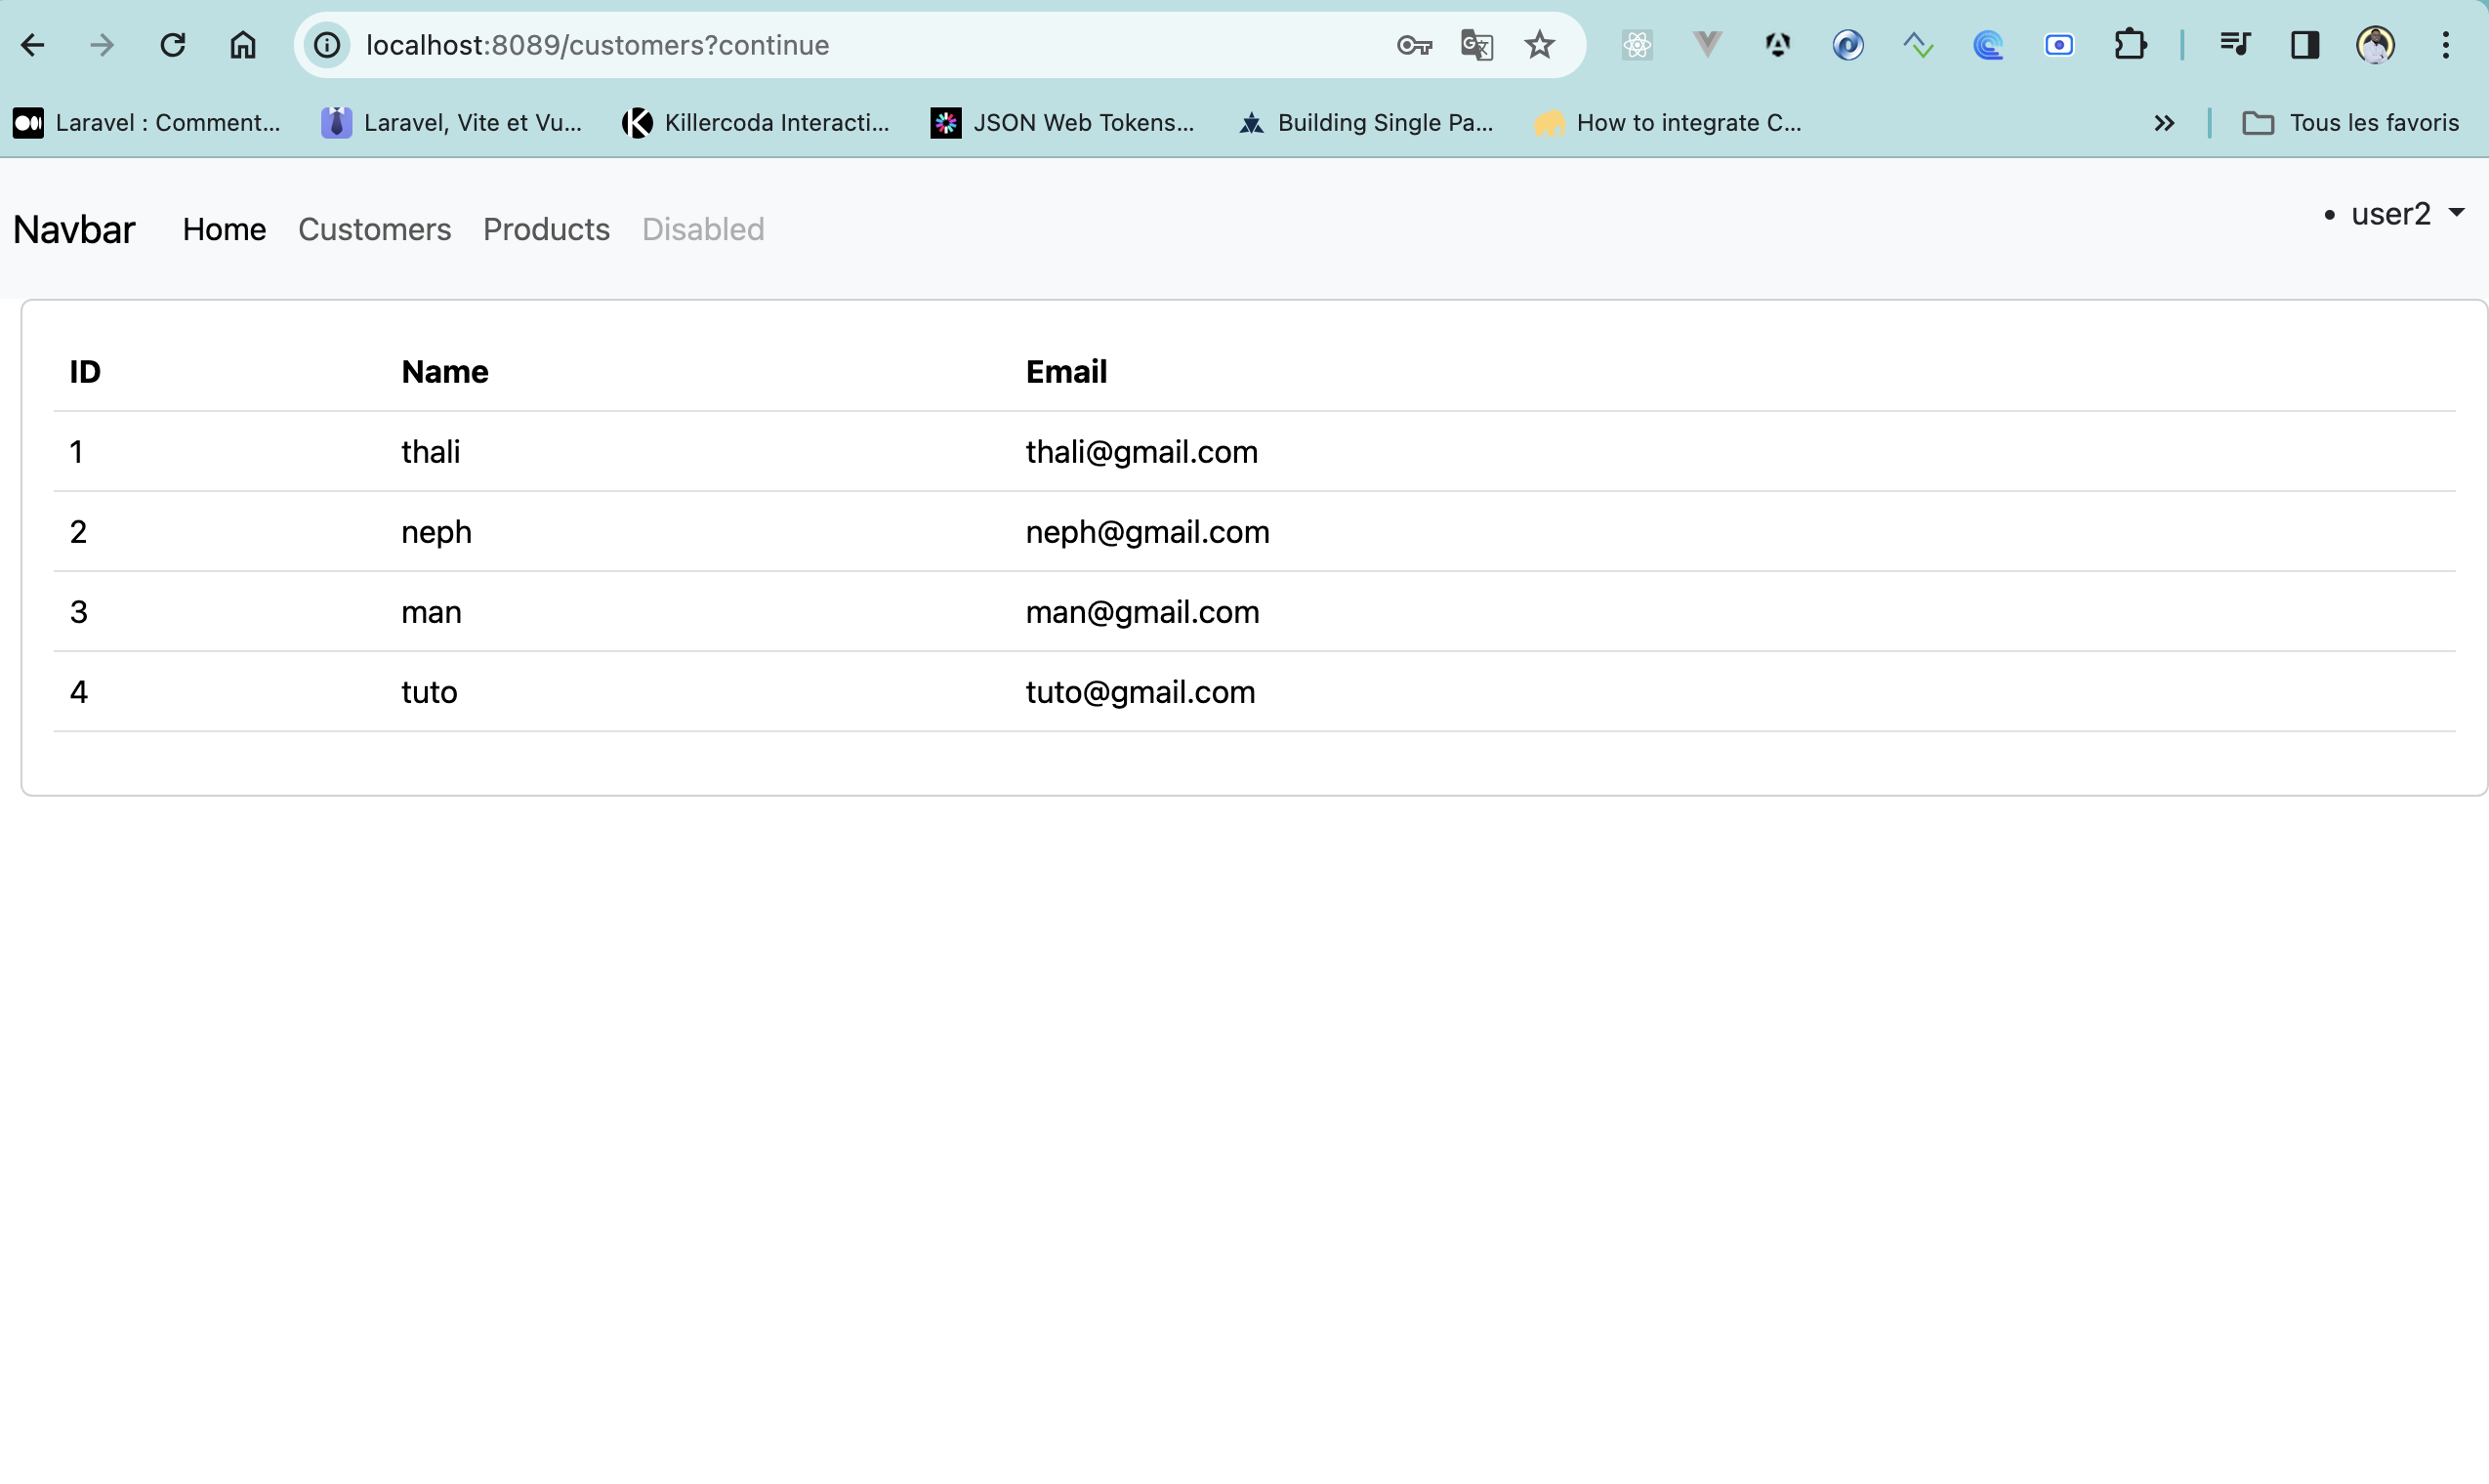 localhost:8089/customers?continue
Laravel : Comment... Laravel, Vite et Vu... Killercoda Interacti... JSON Web Tokens... Building Single Pa... How to integrate C... Tous les favoris
Navbar Home Customers Products Disabled • user2
ID Name Email
1 thali thali@gmail.com
2 neph neph@gmail.com
3 man man@gmail.com
4 tuto tuto@gmail.com